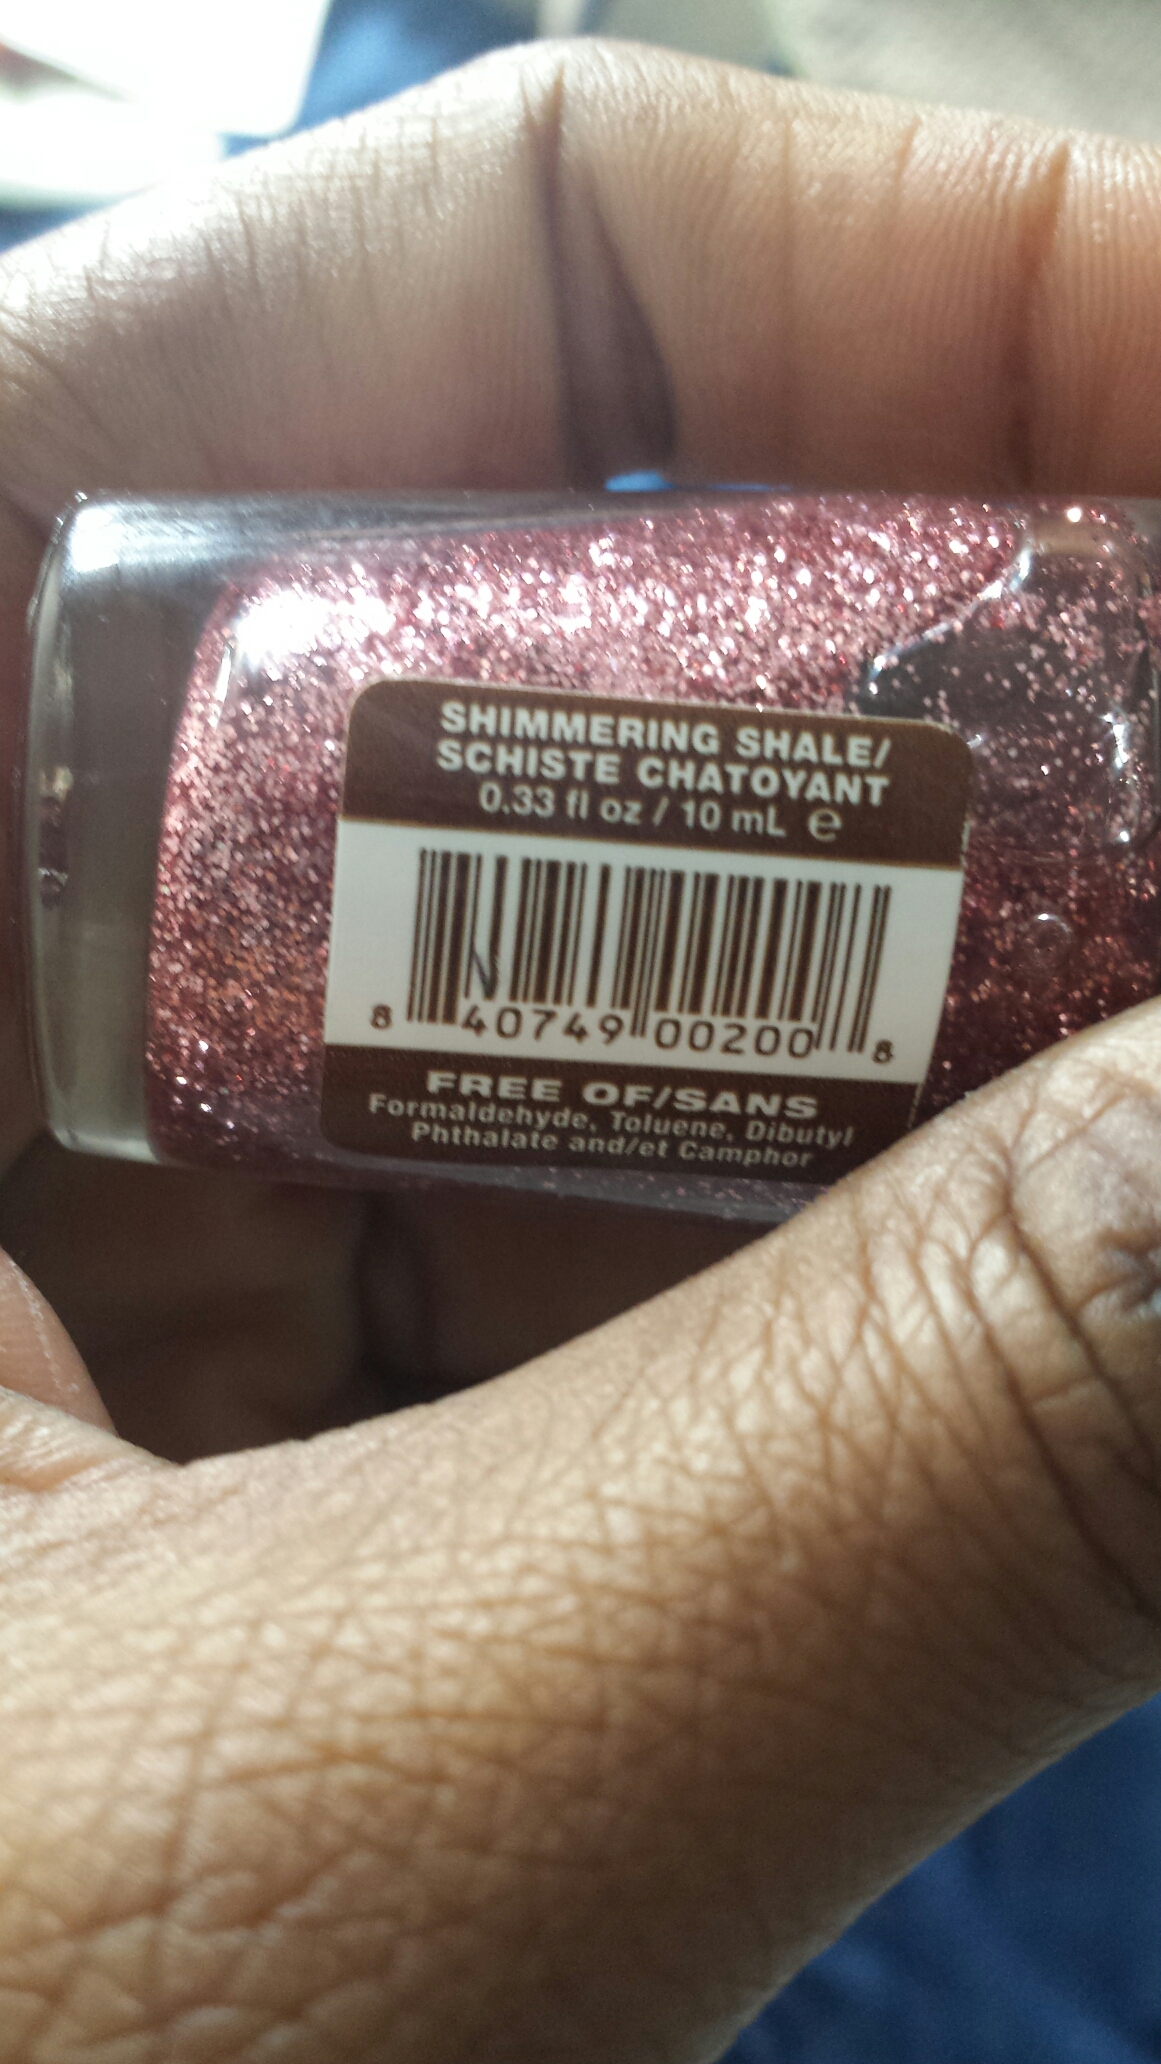 SHIMMERING SHALE/
SCHISTE CHATOYANT
0.33 fl oz / 10 mL ℮
8 40749 00200 8
FREE OF/SANS
Formaldehyde, Toluene, Dibutyl
Phthalate and/et Camphor